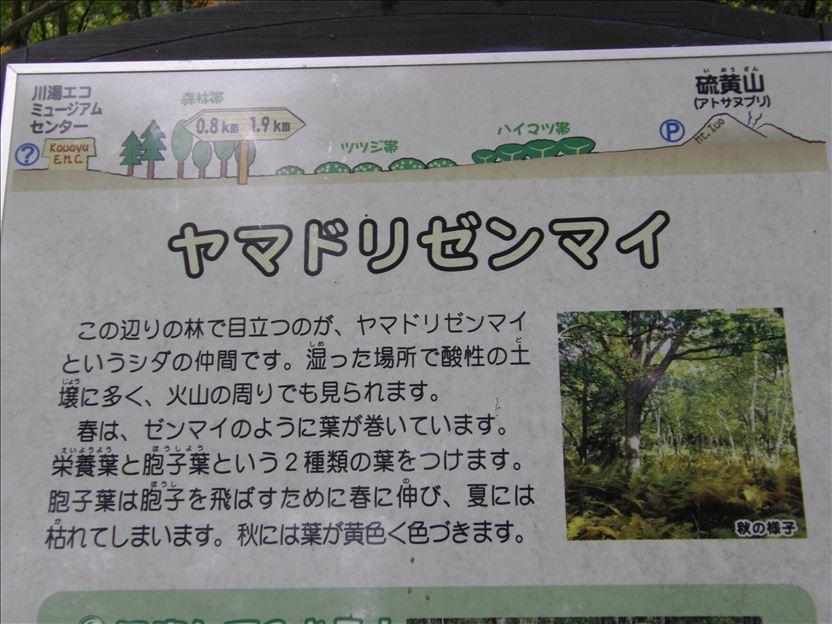 川湯エコ
ミュージアム
センター
?
Kawayu
E.M.C.
森林帯
0.8km 1.9km
ツツジ帯
ハイマツ帯
P
Mt. Iuo
いおうざん
硫黄山
(アトサヌプリ)
ヤマドリゼンマイ
この辺りの林で目立つのが、ヤマドリゼンマイ
というシダの仲間です。湿った場所で酸性の土
壌に多く、火山の周りでも見られます。
春は、ゼンマイのように葉が巻いています。
栄養葉と胞子葉という2種類の葉をつけます。
胞子葉は胞子を飛ばすために春に伸び、夏には
枯れてしまいます。秋には葉が黄色く色づきます。
秋の様子